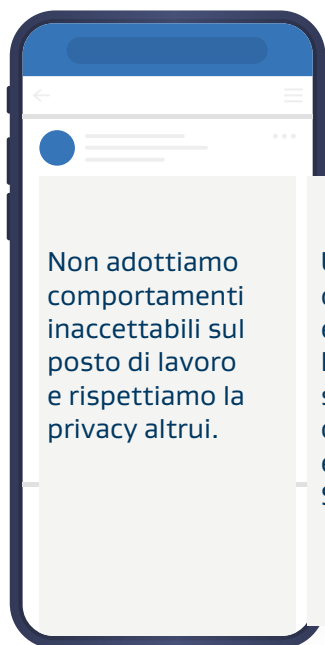 Non adottiamo
comportamenti
inaccettabili sul
posto di lavoro
e rispettiamo la
privacy altrui.